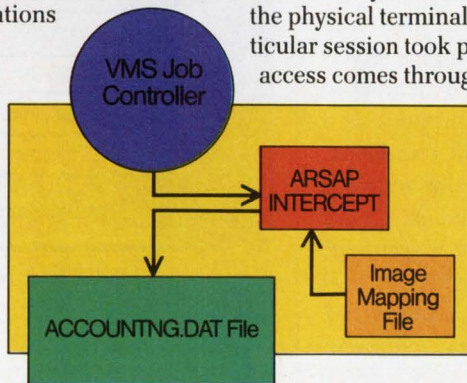 the physical terminal
ticular session took p
access comes throug
VMS Job
Controller
ARSAP
INTERCEPT
Image
Mapping
File
ACCOUNTNG.DAT File